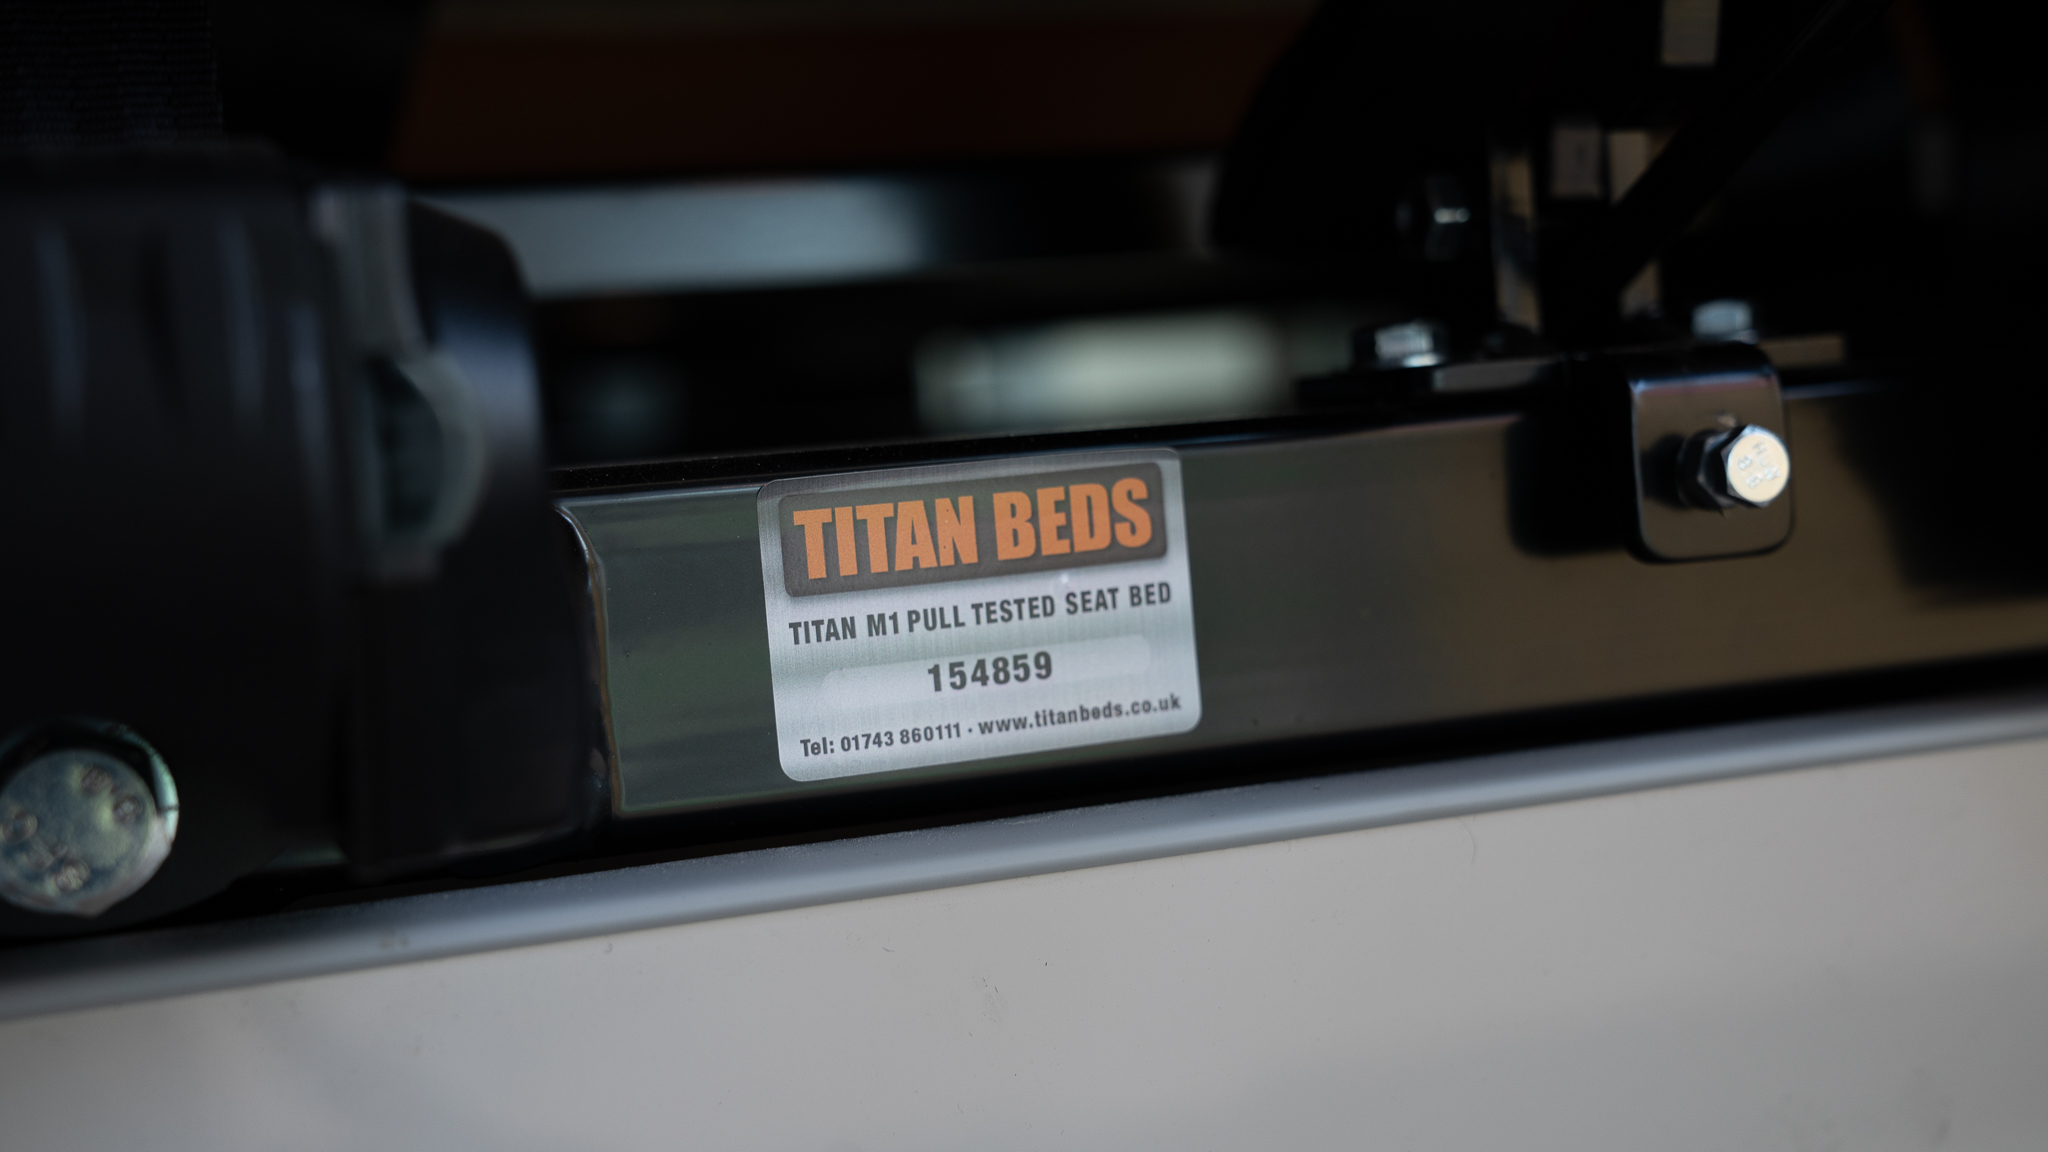 TITAN BEDS
TITAN M1 PULL TESTED SEAT BED
154859
Tel: 01743 860111 · www.titanbeds.co.uk